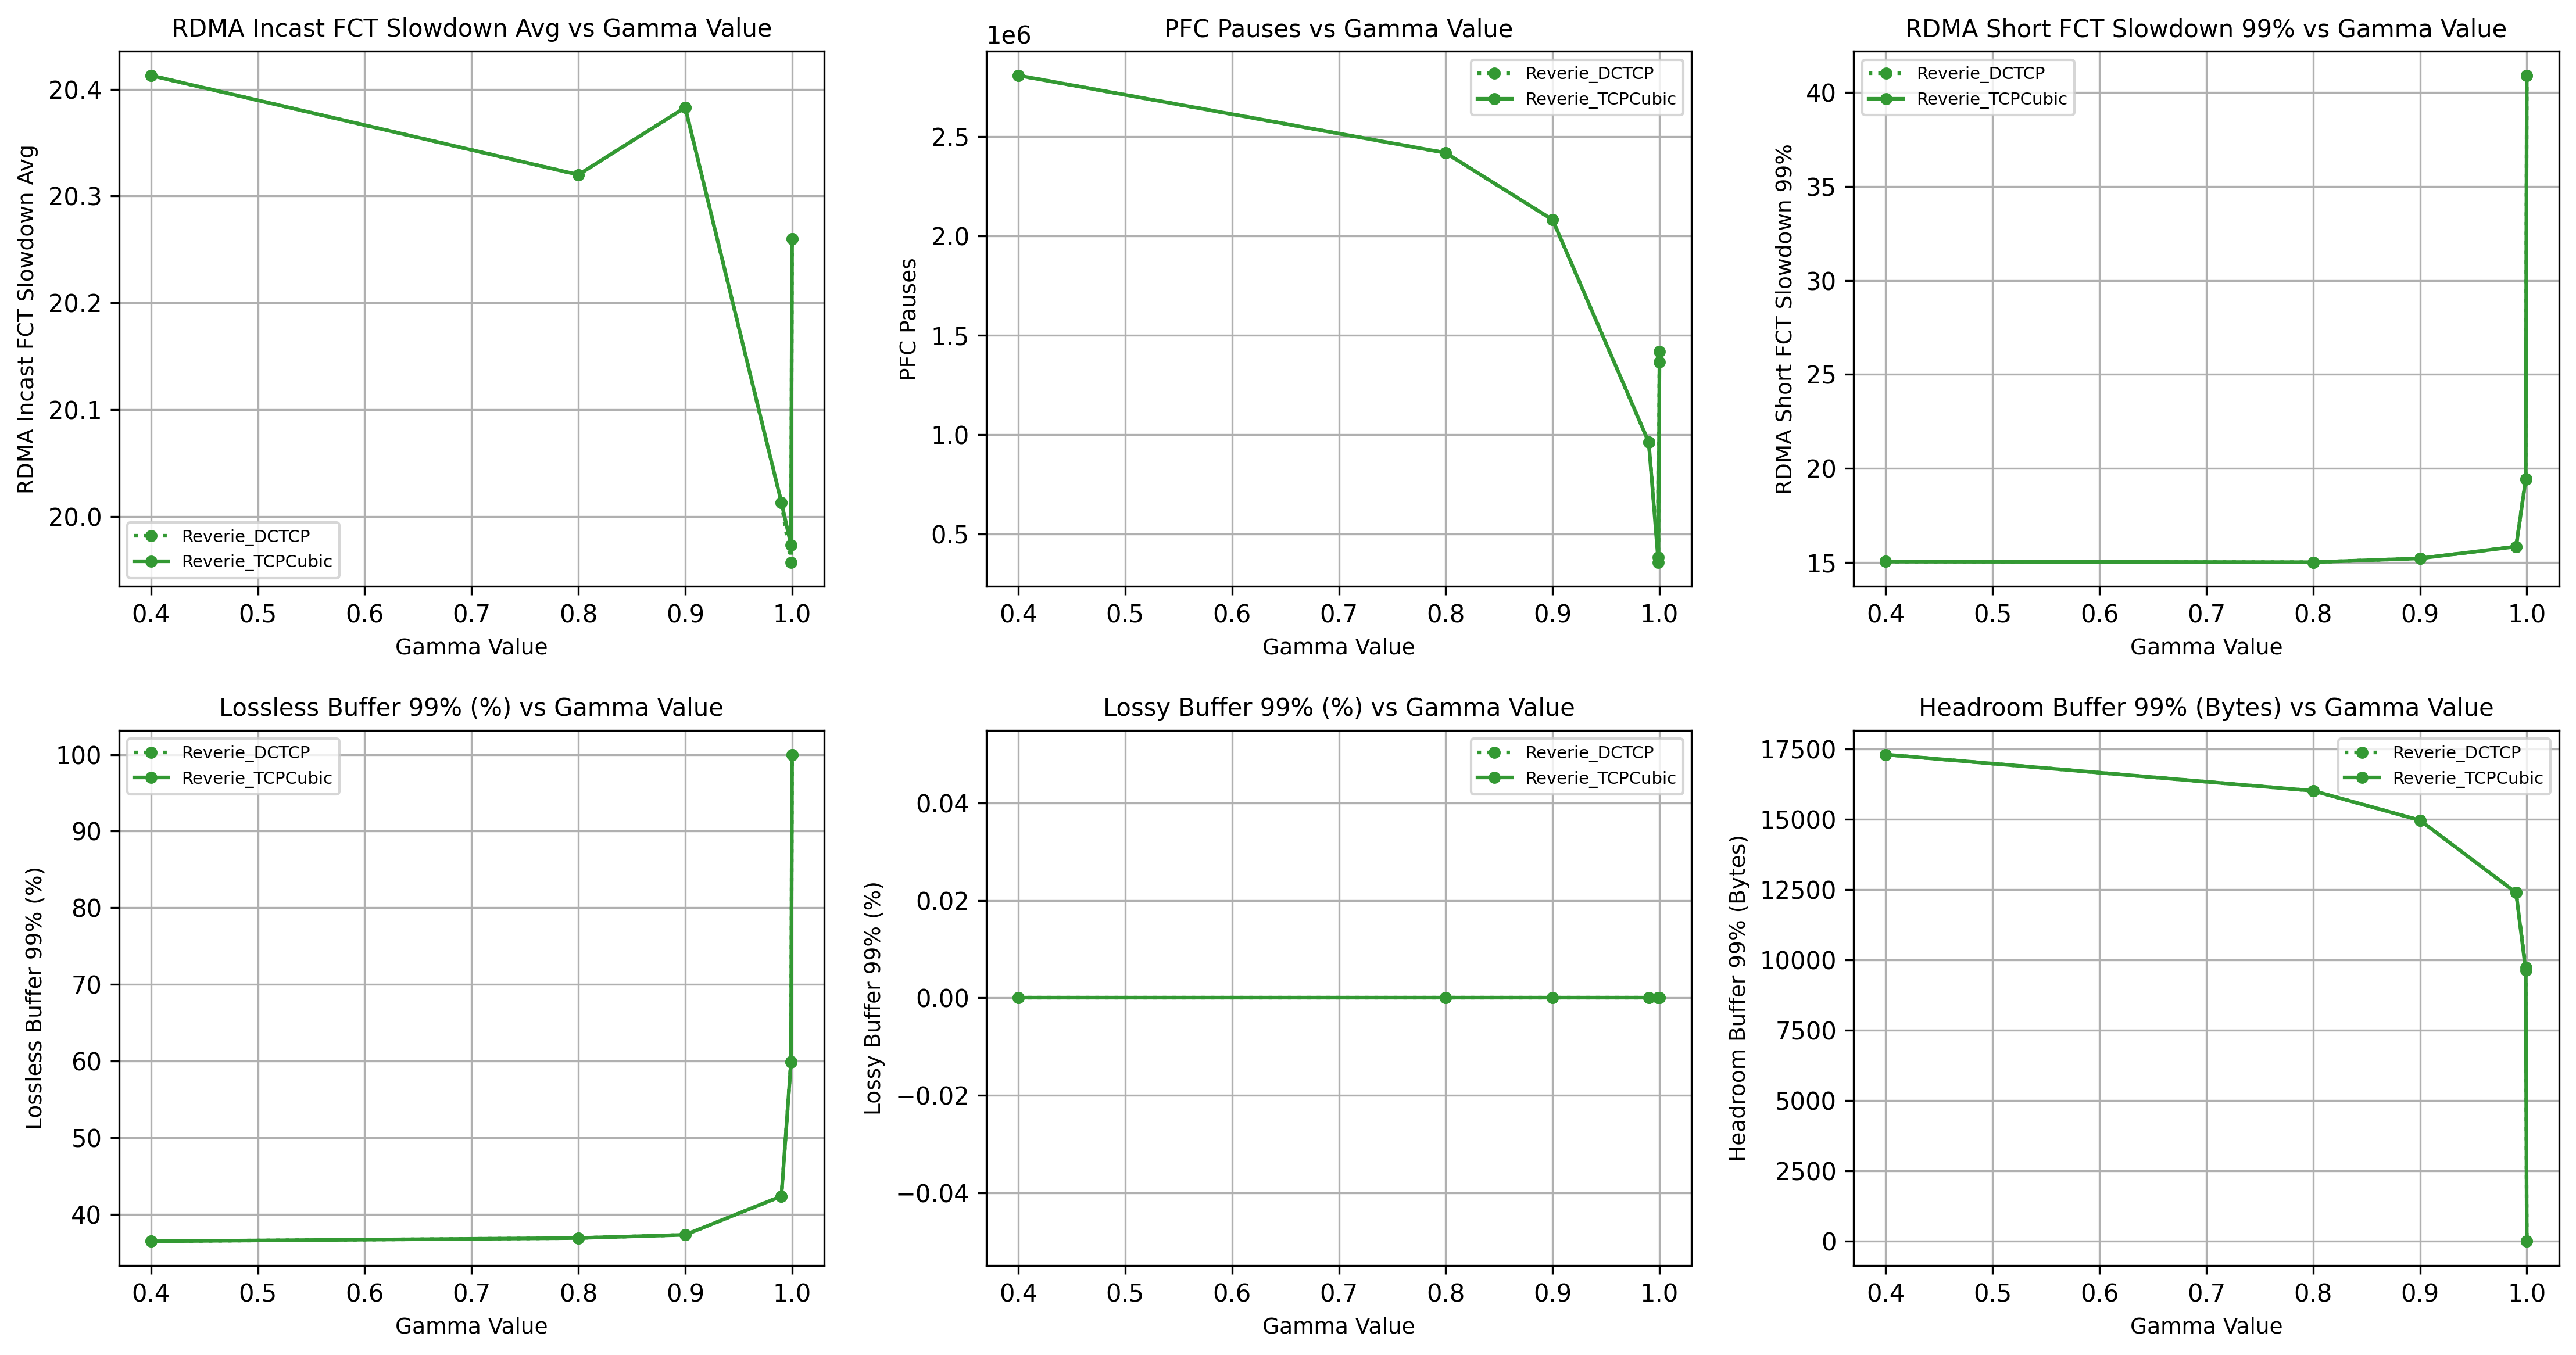 RDMA Incast FCT Slowdown Avg vs Gamma Value
RDMA Incast FCT Slowdown Avg
20.4
20.3
20.2
20.1
20.0
Reverie_DCTCP
Reverie_TCPCubic
0.4 0.5 0.6 0.7 0.8 0.9 1.0
Gamma Value
PFC Pauses vs Gamma Value
1e6
PFC Pauses
2.5
2.0
1.5
1.0
0.5
Reverie_DCTCP
Reverie_TCPCubic
0.4 0.5 0.6 0.7 0.8 0.9 1.0
Gamma Value
RDMA Short FCT Slowdown 99% vs Gamma Value
RDMA Short FCT Slowdown 99%
40
35
30
25
20
15
Reverie_DCTCP
Reverie_TCPCubic
0.4 0.5 0.6 0.7 0.8 0.9 1.0
Gamma Value
Lossless Buffer 99% (%) vs Gamma Value
Lossless Buffer 99% (%)
100
90
80
70
60
50
40
Reverie_DCTCP
Reverie_TCPCubic
0.4 0.5 0.6 0.7 0.8 0.9 1.0
Gamma Value
Lossy Buffer 99% (%) vs Gamma Value
Lossy Buffer 99% (%)
0.04
0.02
0.00
−0.02
−0.04
Reverie_DCTCP
Reverie_TCPCubic
0.4 0.5 0.6 0.7 0.8 0.9 1.0
Gamma Value
Headroom Buffer 99% (Bytes) vs Gamma Value
Headroom Buffer 99% (Bytes)
17500
15000
12500
10000
7500
5000
2500
0
Reverie_DCTCP
Reverie_TCPCubic
0.4 0.5 0.6 0.7 0.8 0.9 1.0
Gamma Value